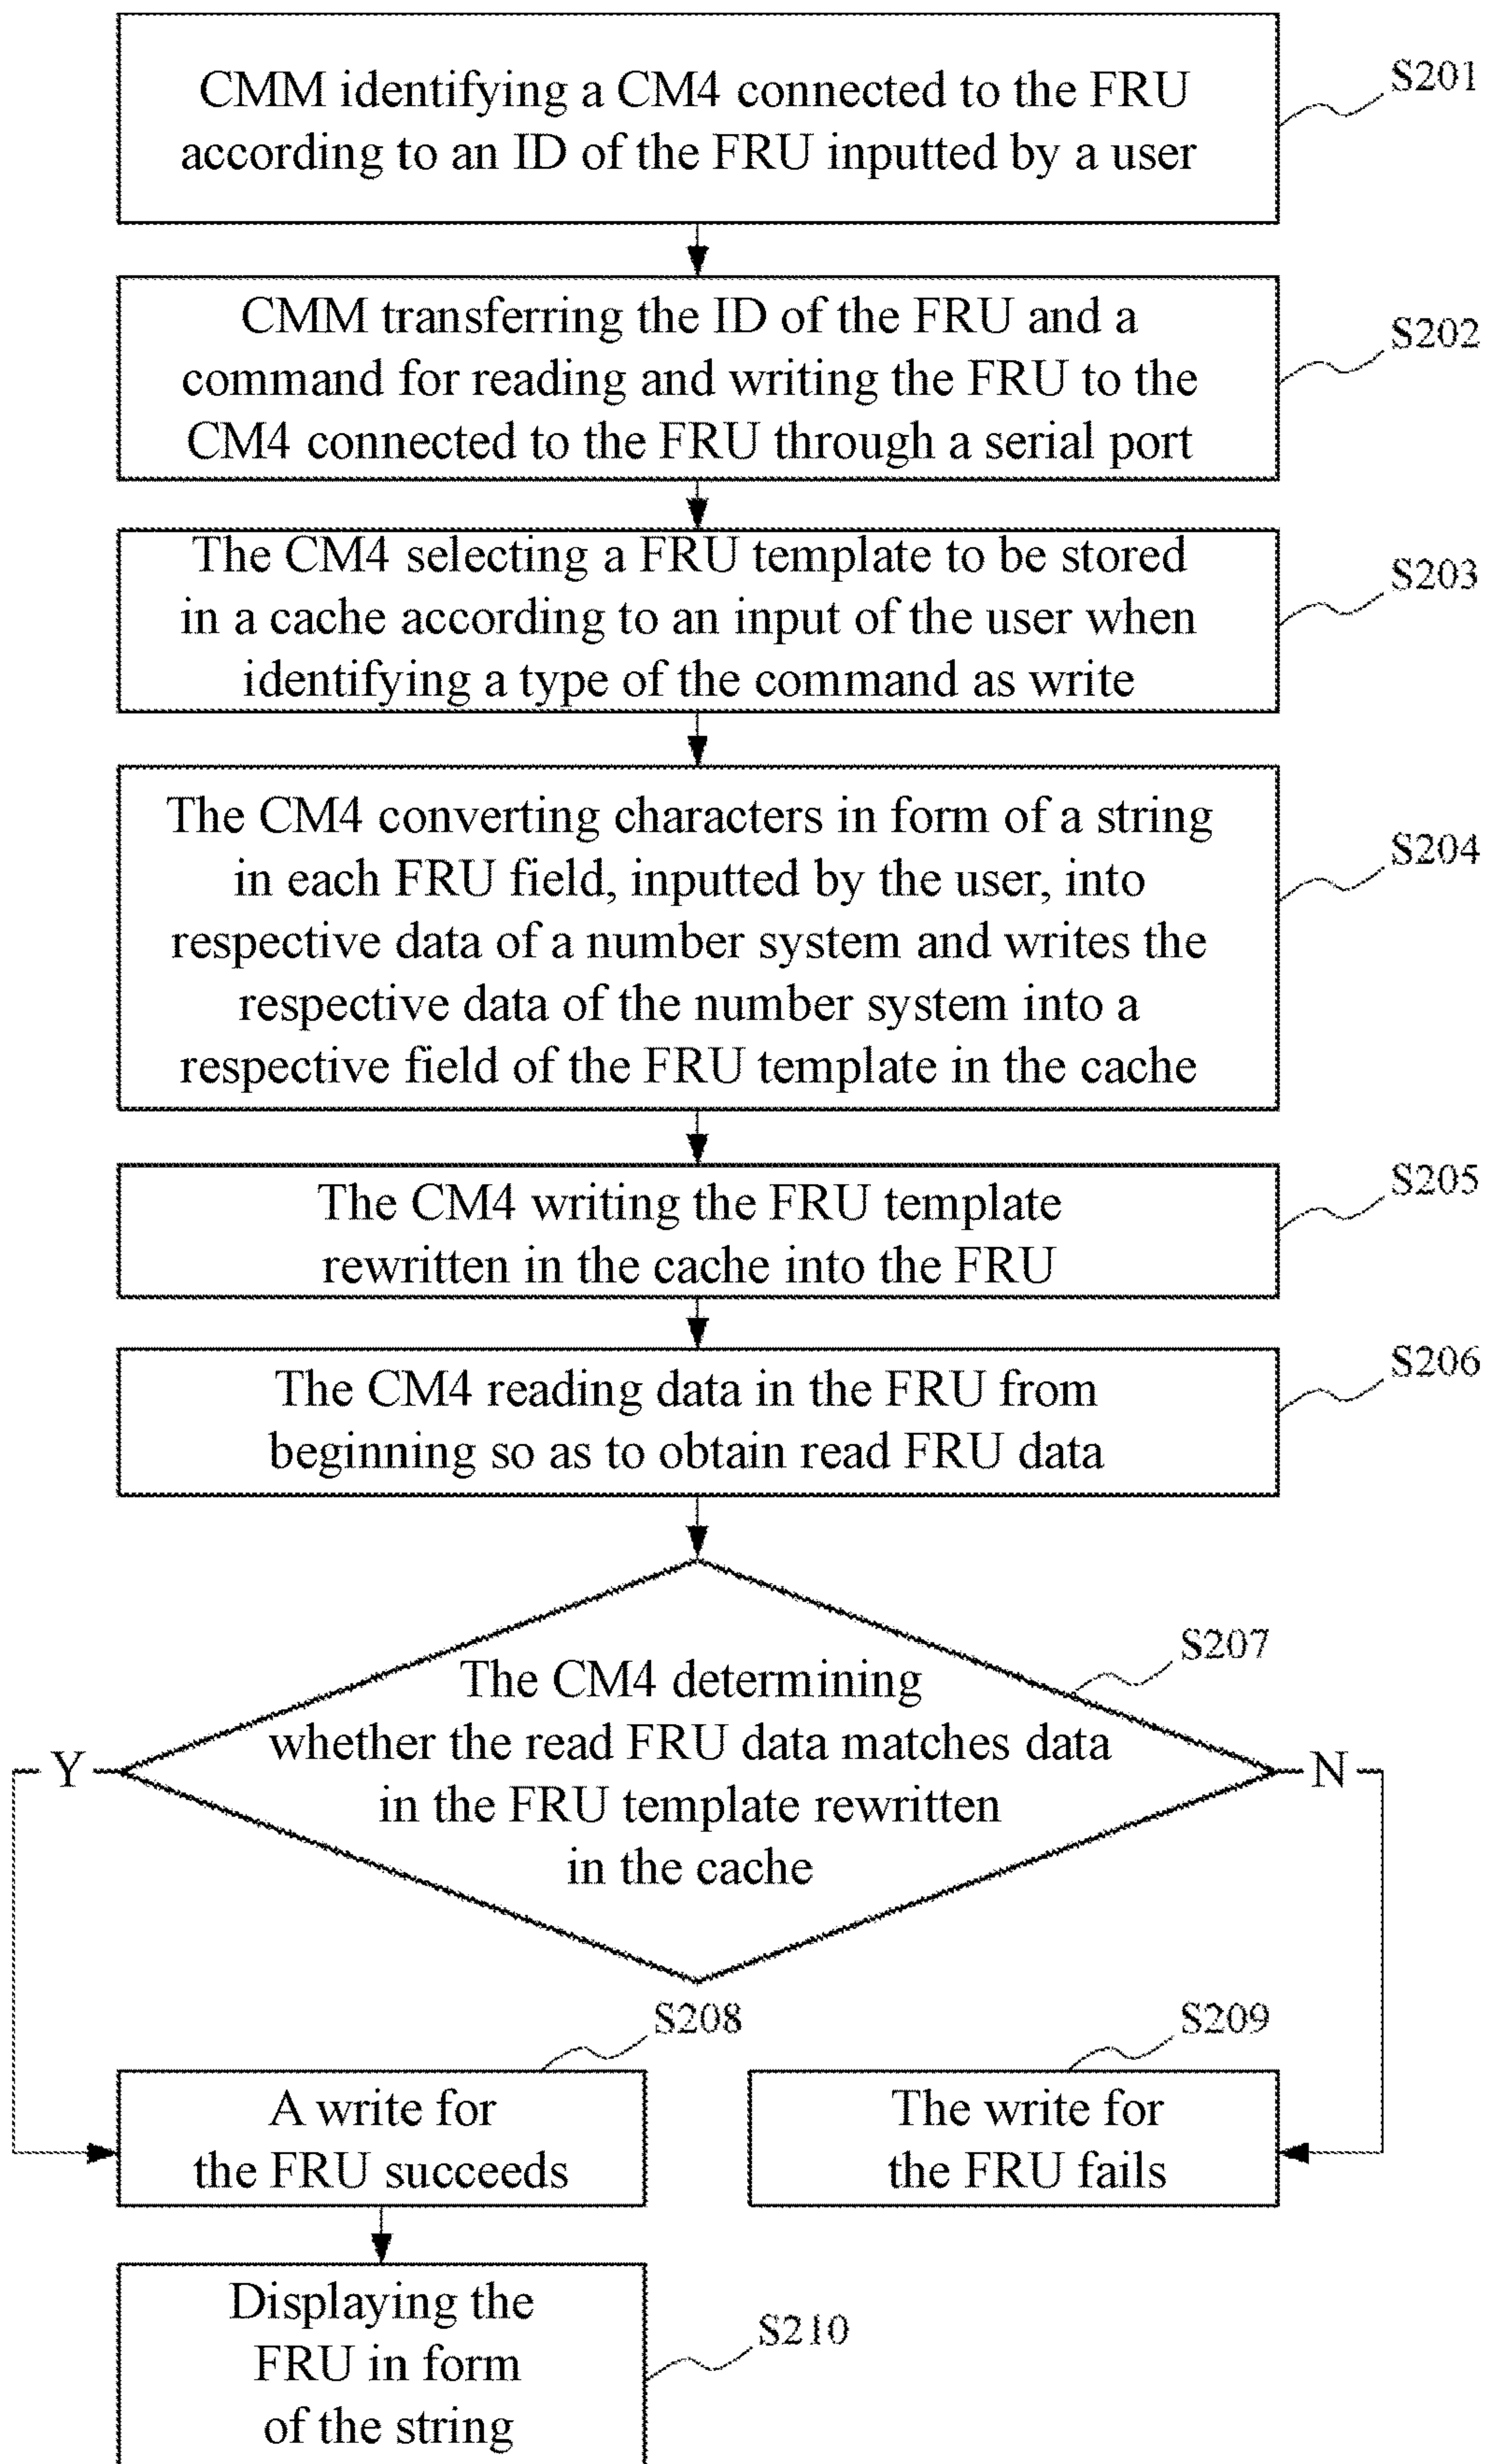 CMM identifying a CM4 connected to the FRU
according to an ID of the FRU inputted by a user
S201
CMM transferring the ID of the FRU and a
command for reading and writing the FRU to the
CM4 connected to the FRU through a serial port
S202
The CM4 selecting a FRU template to be stored
in a cache according to an input of the user when
identifying a type of the command as write
S203
The CM4 converting characters in form of a string
in each FRU field, inputted by the user, into
respective data of a number system and writes the
respective data of the number system into a
respective field of the FRU template in the cache
S204
The CM4 writing the FRU template
rewritten in the cache into the FRU
S205
The CM4 reading data in the FRU from
beginning so as to obtain read FRU data
S206
The CM4 determining
whether the read FRU data matches data
in the FRU template rewritten
in the cache
S207
Y
N
S208
A write for
the FRU succeeds
S209
The write for
the FRU fails
Displaying the
FRU in form
of the string
S210